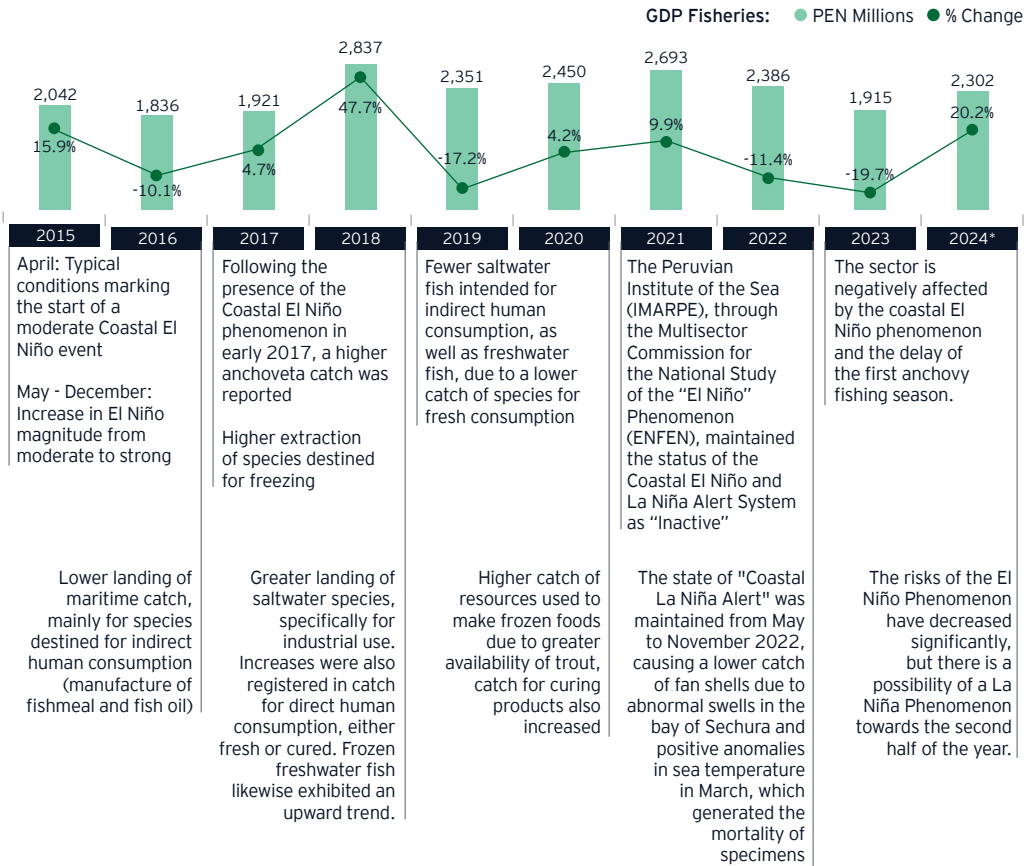 GDP Fisheries: PEN Millions % Change
2,042
1,836
1,921
2,837
2,351
2,450
2,693
2,386
1,915
2,302
15.9%
-10.1%
4.7%
47.7%
-17.2%
4.2%
9.9%
-11.4%
-19.7%
20.2%
2015
2016
2017
2018
2019
2020
2021
2022
2023
2024*
April: Typical
conditions marking
the start of a
moderate Coastal El
Niño event
May - December:
Increase in El Niño
magnitude from
moderate to strong
Lower landing of
maritime catch,
mainly for species
destined for indirect
human consumption
(manufacture of
fishmeal and fish oil)
Following the
presence of the
Coastal El Niño
phenomenon in
early 2017, a higher
anchoveta catch was
reported
Higher extraction
of species destined
for freezing
Greater landing of
saltwater species,
specifically for
industrial use.
Increases were also
registered in catch
for direct human
consumption, either
fresh or cured. Frozen
freshwater fish
likewise exhibited an
upward trend.
Fewer saltwater
fish intended for
indirect human
consumption, as
well as freshwater
fish, due to a lower
catch of species for
fresh consumption
Higher catch of
resources used to
make frozen foods
due to greater
availability of trout,
catch for curing
products also
increased
The Peruvian
Institute of the Sea
(IMARPE), through
the Multisector
Commission for
the National Study
of the “El Niño”
Phenomenon
(ENFEN), maintained
the status of the
Coastal El Niño and
La Niña Alert System
as “Inactive”
The state of "Coastal
La Niña Alert" was
maintained from May
to November 2022,
causing a lower catch
of fan shells due to
abnormal swells in the
bay of Sechura and
positive anomalies
in sea temperature
in March, which
generated the
mortality of
specimens
The sector is
negatively affected
by the coastal El
Niño phenomenon
and the delay of
the first anchovy
fishing season.
The risks of the El
Niño Phenomenon
have decreased
significantly,
but there is a
possibility of a La
Niña Phenomenon
towards the second
half of the year.